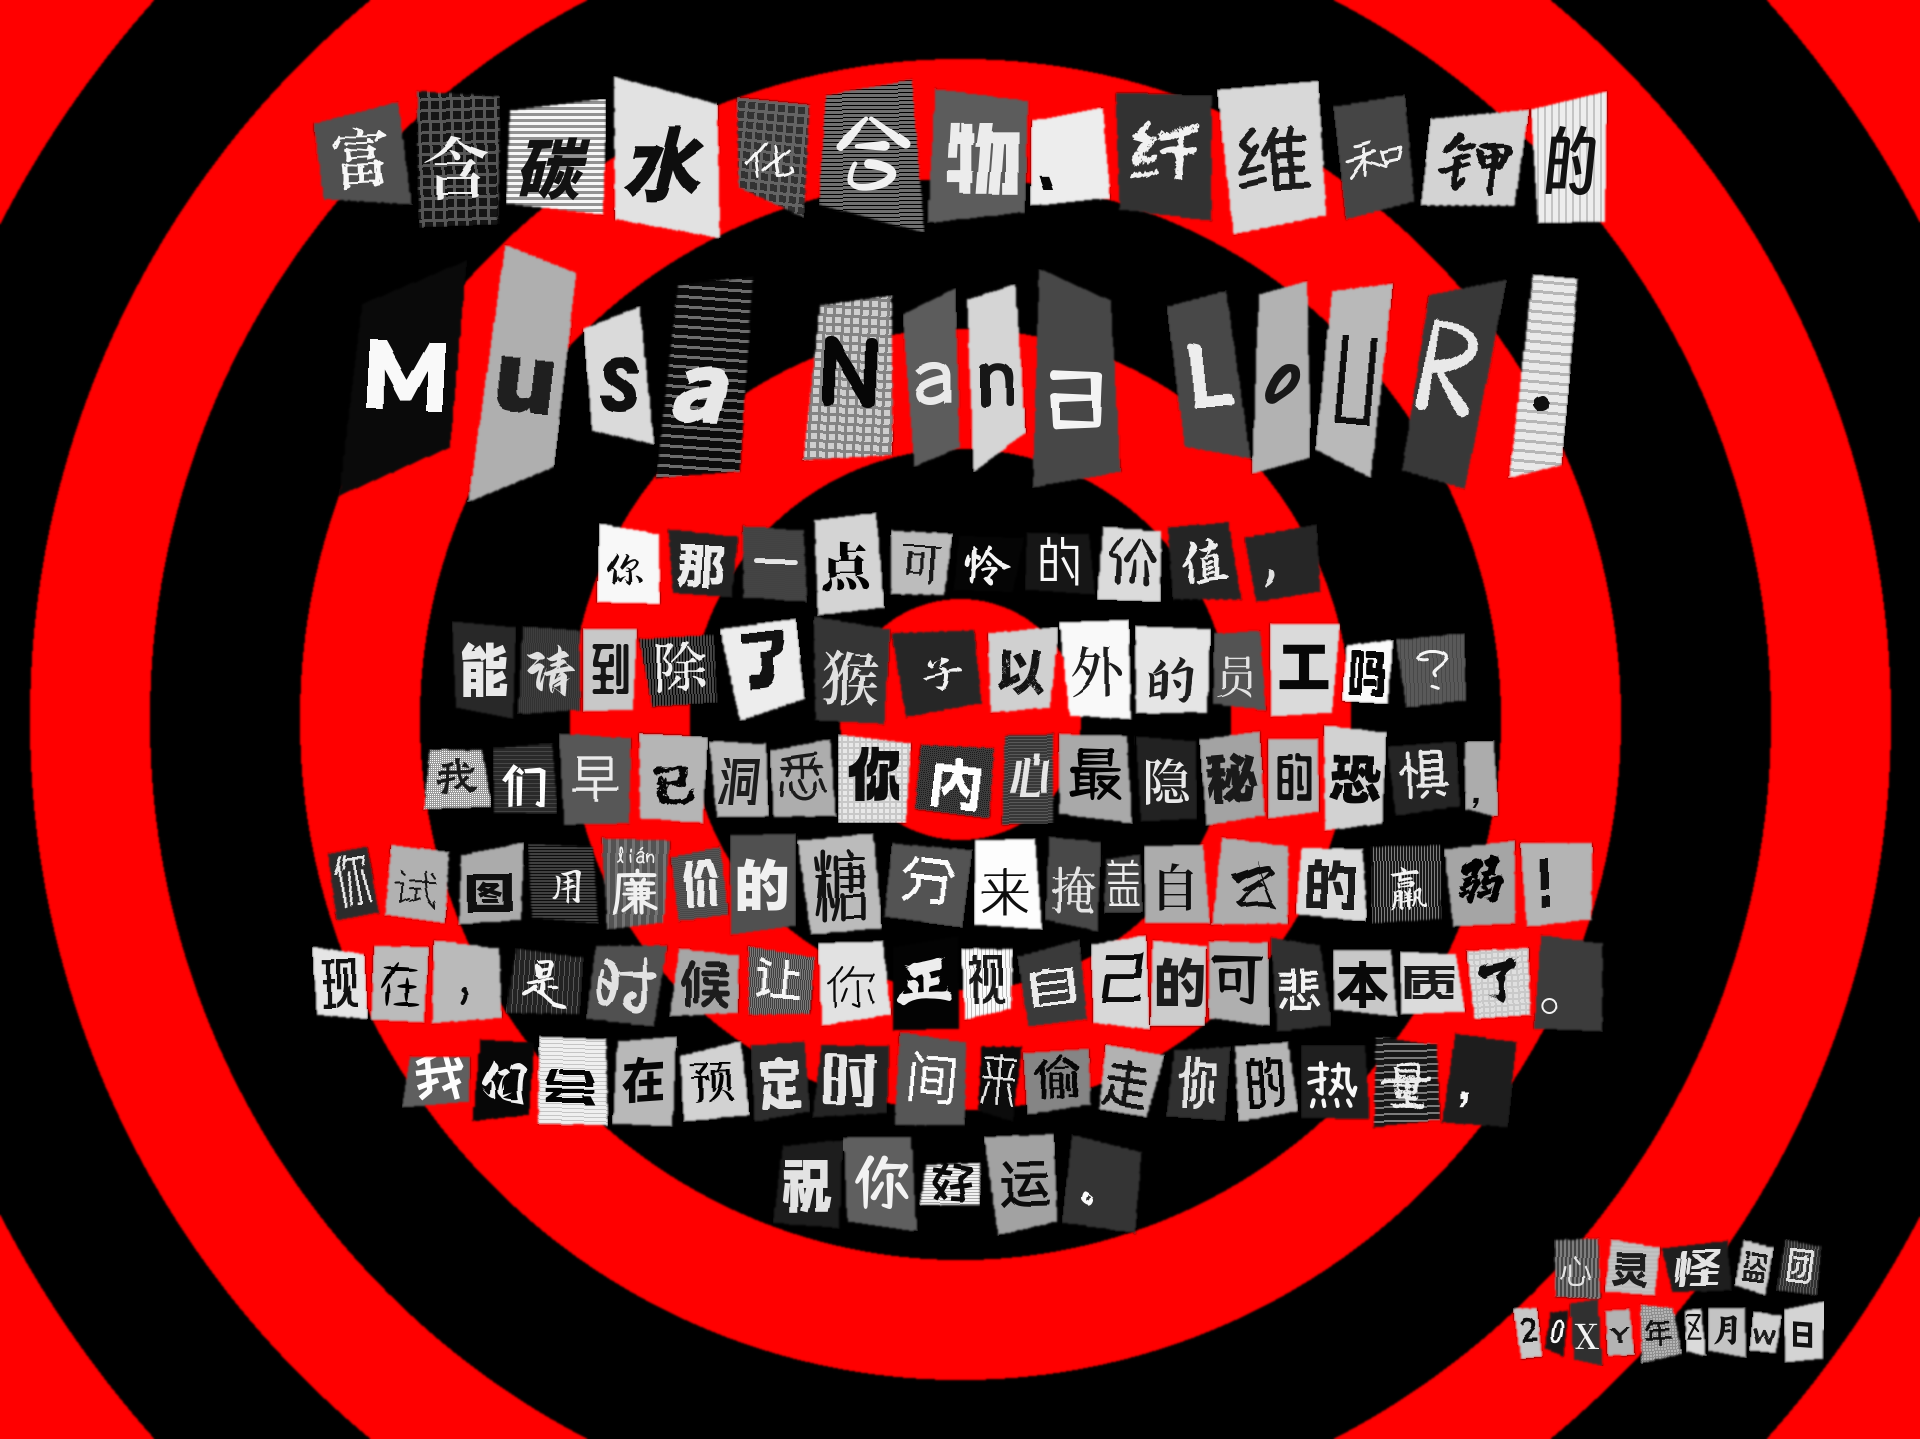 富含碳水化合物、纤维和钾的
Musa Nana LoUR.
你那一点可怜的价值，
能请到除了猴子以外的员工吗？
我们早已洞悉你内心最隐秘的恐惧，
你试图用廉(lián)价的糖分来掩盖自己的羸弱！
现在，是时候让你正视自己的可悲本质了。
我们会在预定时间来偷走你的热量，
祝你好运。
心灵怪盗团
20XY年Z月W日